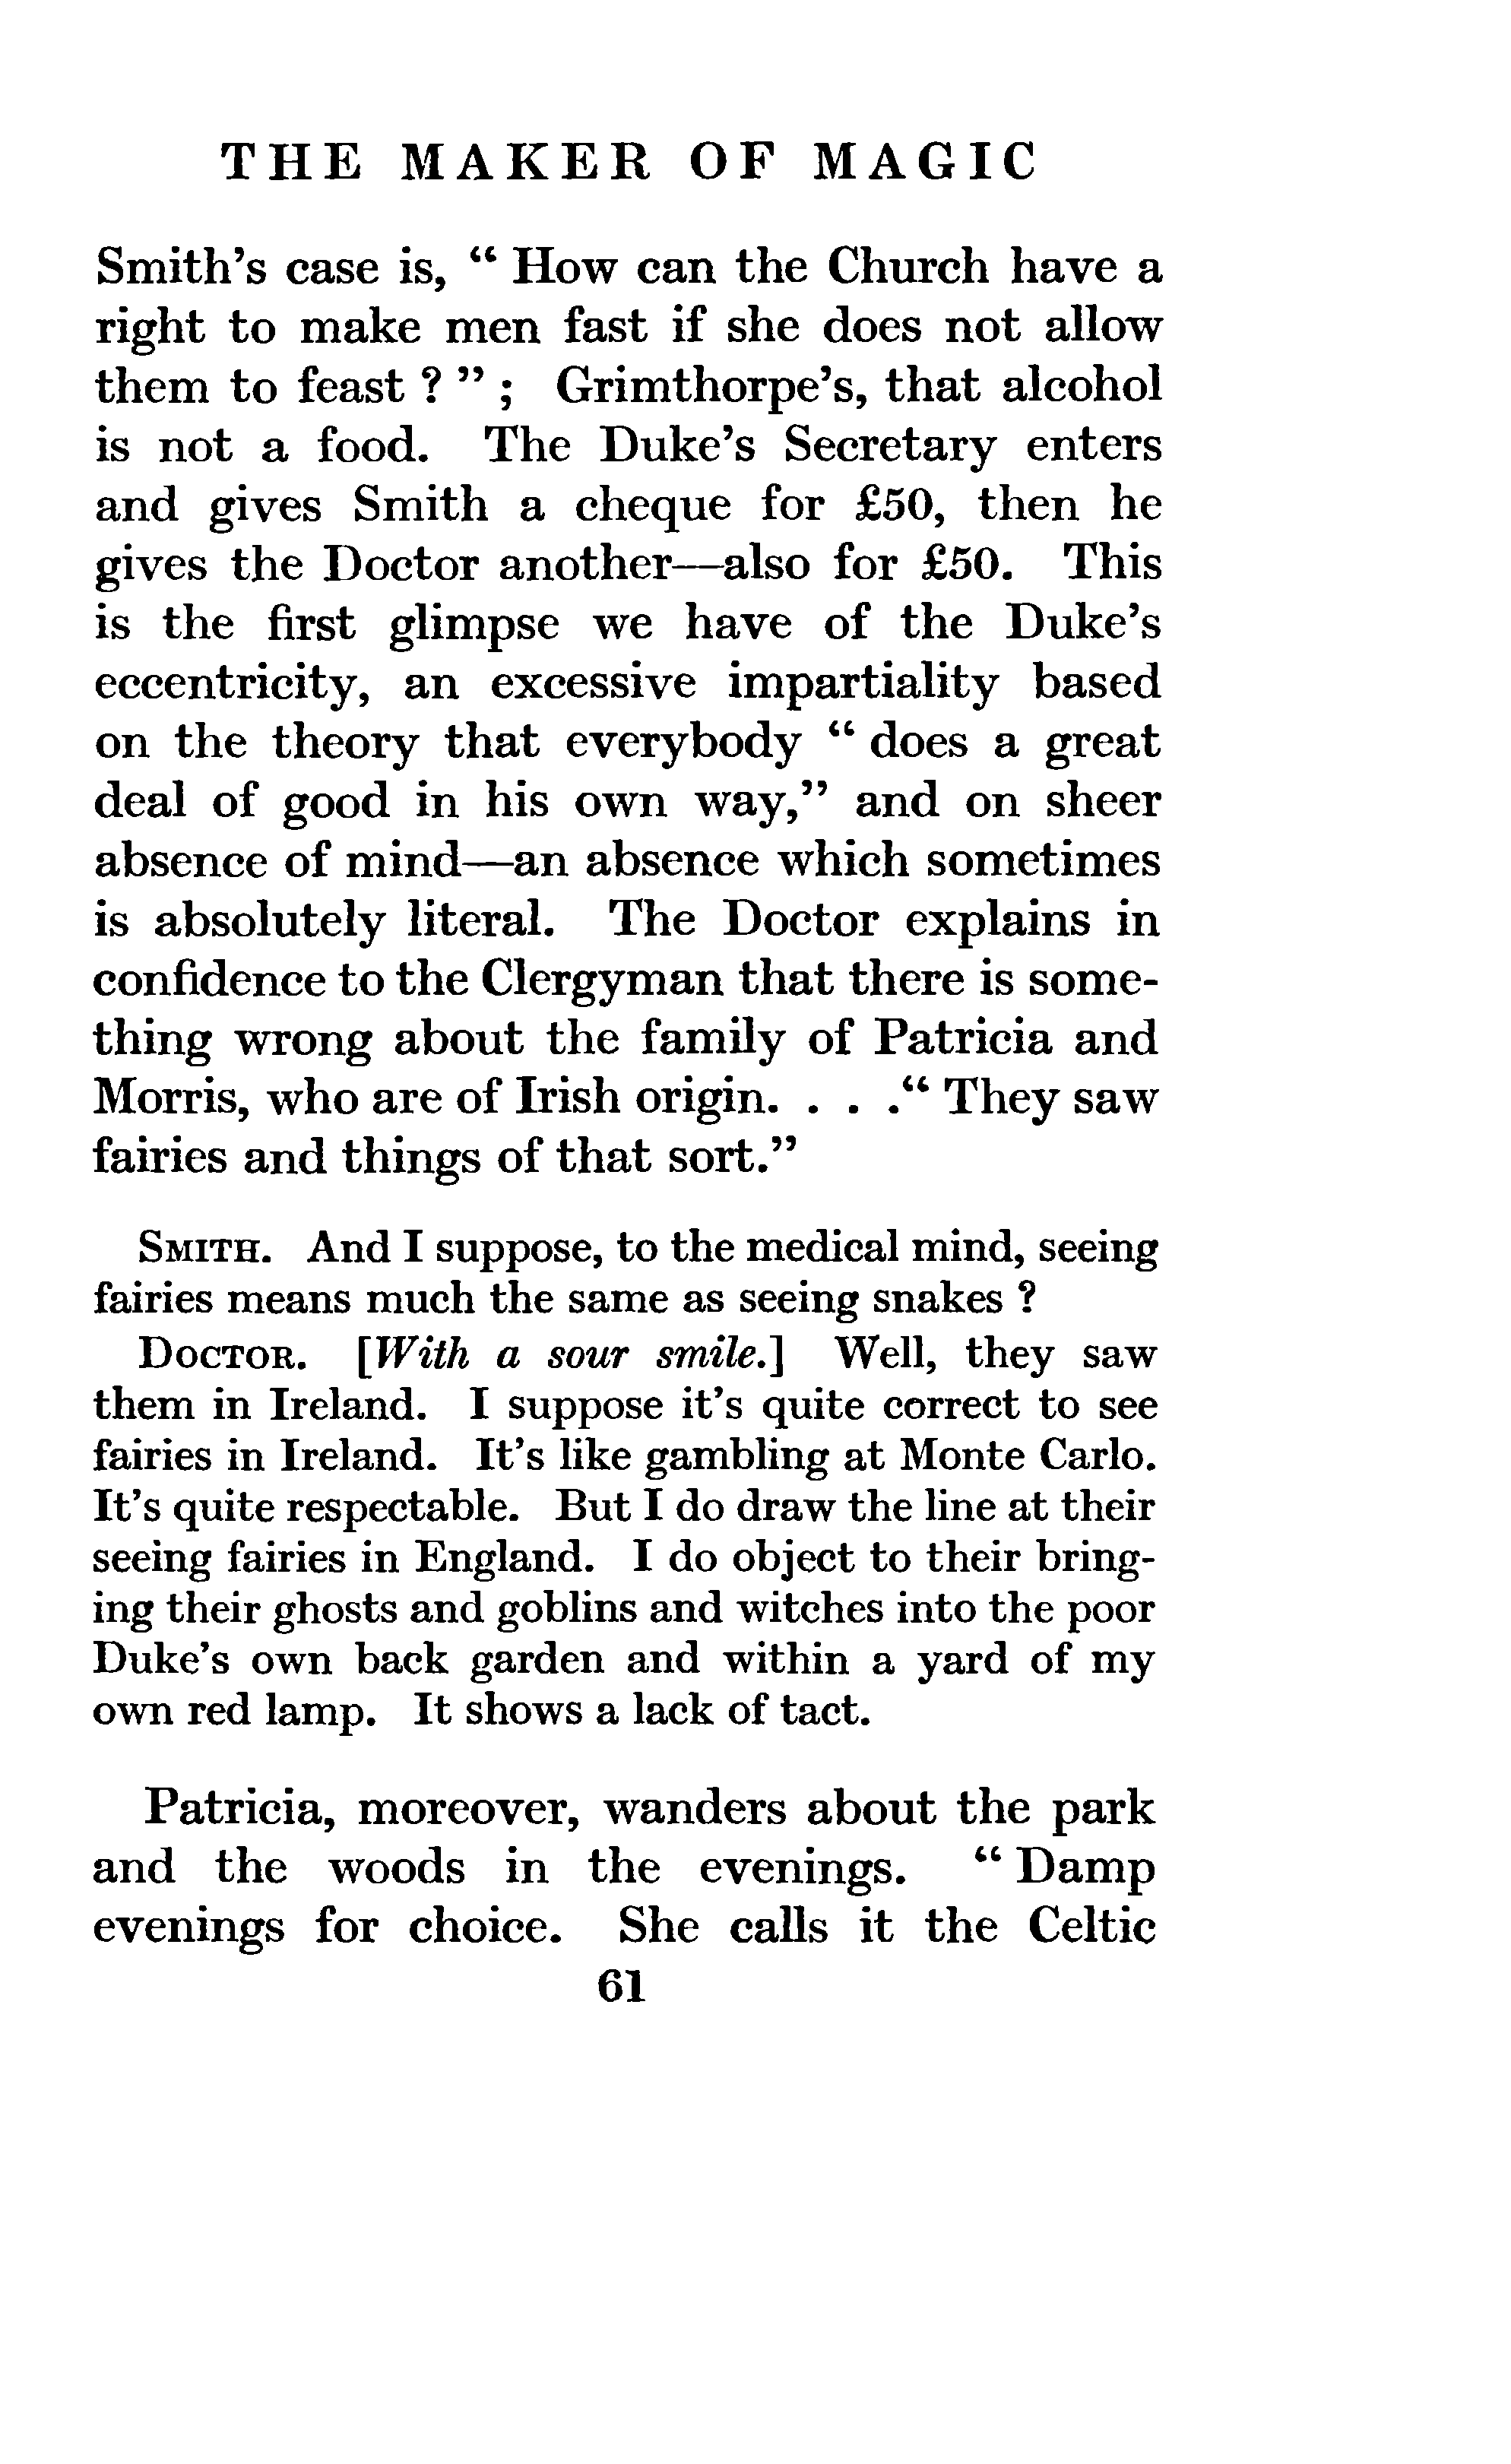 THE MAKER OF MAGIC
Smith's case is, “ How can the Church have a
right to make men fast if she does not allow
them to feast ? ” ; Grimthorpe's, that alcohol
is not a food. The Duke's Secretary enters
and gives Smith a cheque for £50, then he
gives the Doctor another—also for £50. This
is the first glimpse we have of the Duke's
eccentricity, an excessive impartiality based
on the theory that everybody “ does a great
deal of good in his own way,” and on sheer
absence of mind—an absence which sometimes
is absolutely literal. The Doctor explains in
confidence to the Clergyman that there is some-
thing wrong about the family of Patricia and
Morris, who are of Irish origin. . . .“ They saw
fairies and things of that sort.”
SMITH. And I suppose, to the medical mind, seeing
fairies means much the same as seeing snakes ?
DOCTOR. [With a sour smile.] Well, they saw
them in Ireland. I suppose it's quite correct to see
fairies in Ireland. It's like gambling at Monte Carlo.
It's quite respectable. But I do draw the line at their
seeing fairies in England. I do object to their bring-
ing their ghosts and goblins and witches into the poor
Duke's own back garden and within a yard of my
own red lamp. It shows a lack of tact.
Patricia, moreover, wanders about the park
and the woods in the evenings. “ Damp
evenings for choice. She calls it the Celtic
61